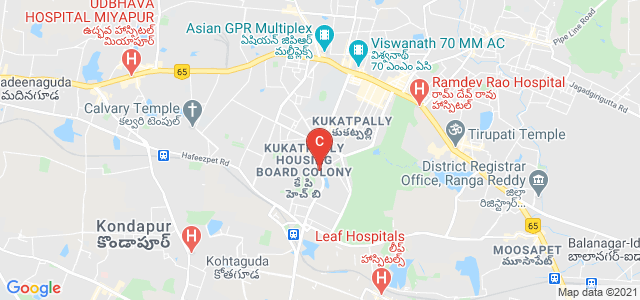 UDBHAVA
HOSPITAL MIYAPUR
ఉద్భవ హాస్పిటల్
మియాపూర్
Asian GPR Multiplex
ఏషియన్ జీపిఆర్
మల్టీప్లెక్స్
Viswanath 70 MM AC
విశ్వనాథ్
70 ఎంఎం ఏసి
Pipe Line Road
adeenaguda
మదినగూడ
65
65
Ramdev Rao Hospital
రామ్ దేవ్ రావు
హాస్పిటల్
Jagadgirigutta Rd
Calvary Temple
కల్వరి టెంపుల్
KUKATPALLY
కుకట్పల్లి
Tirupati Temple
Hafeezpet Rd
C
KUKATPALLY
HOUSING
BOARD COLONY
కే పి
హెచ్ బి
District Registrar
Office, Ranga Reddy
జిల్లా
రిజిస్ట్రార్...
Kondapur
కొండాపూర్
65
Leaf Hospitals
లీఫ్
హాస్పిటల్స్
MOOSAPET
మూసాపేట్
Balanagar-Id
బాలానగర్-ఐడ
Kohtaguda
కోతగూడ
Google
Map data ©2021